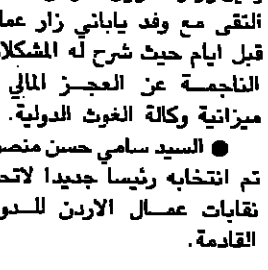 التقى مع وفد ياباني زار عما
قبل ايام حيث شرح له المشكلا
الناجمة عن العجز المالي
ميزانية وكالة الغوث الدولية.
● السيد سامي حسن منصو
تم انتخابه رئيسا جديدا لاتحا
نقابات عمال الاردن للدو
القادمة.